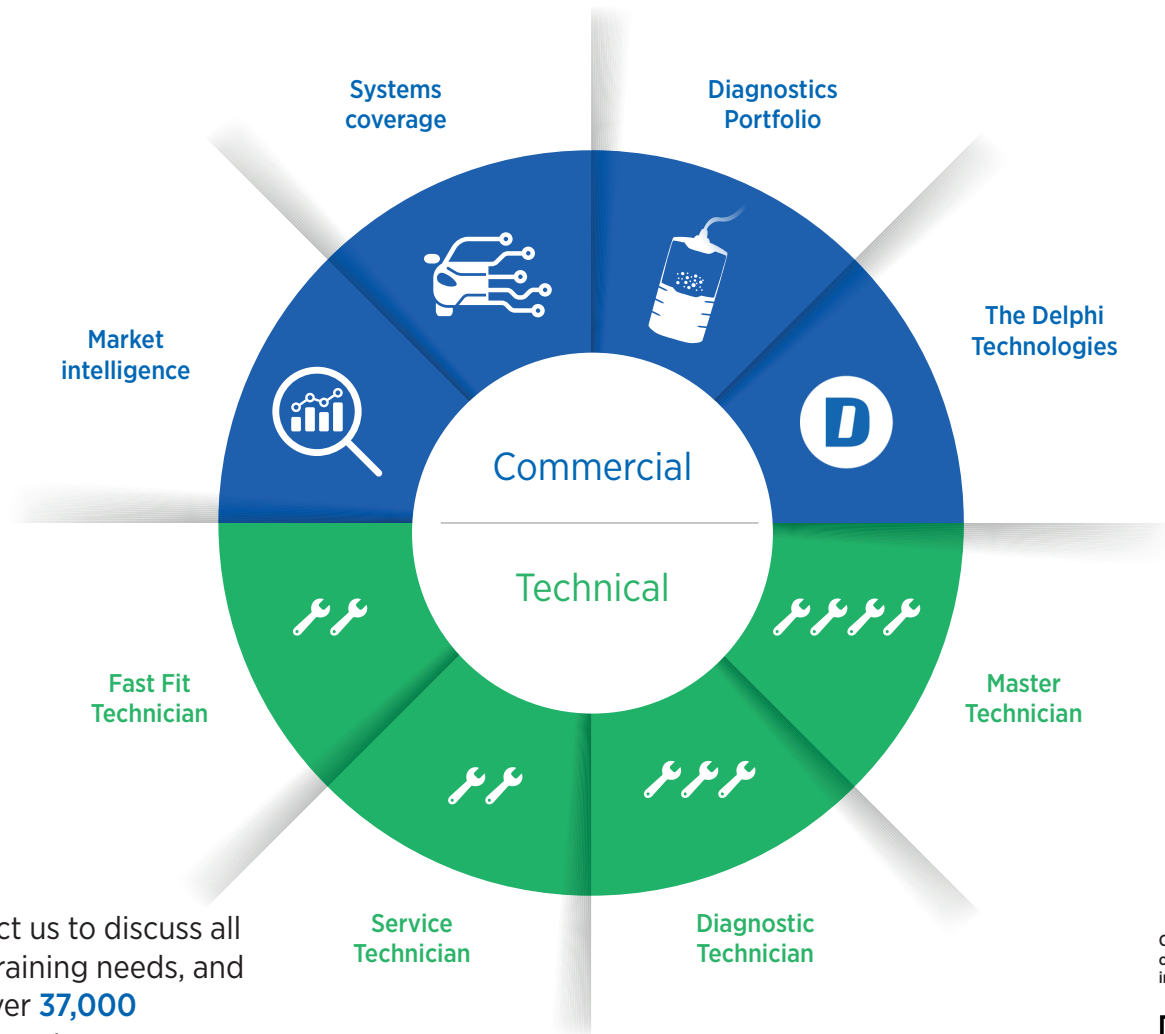 Systems
coverage
Diagnostics
Portfolio
Market
intelligence
The Delphi
Technologies
D
Commercial
Technical
Fast Fit
Technician
Master
Technician
Service
Technician
Diagnostic
Technician
ct us to discuss all
raining needs, and
ver 37,000